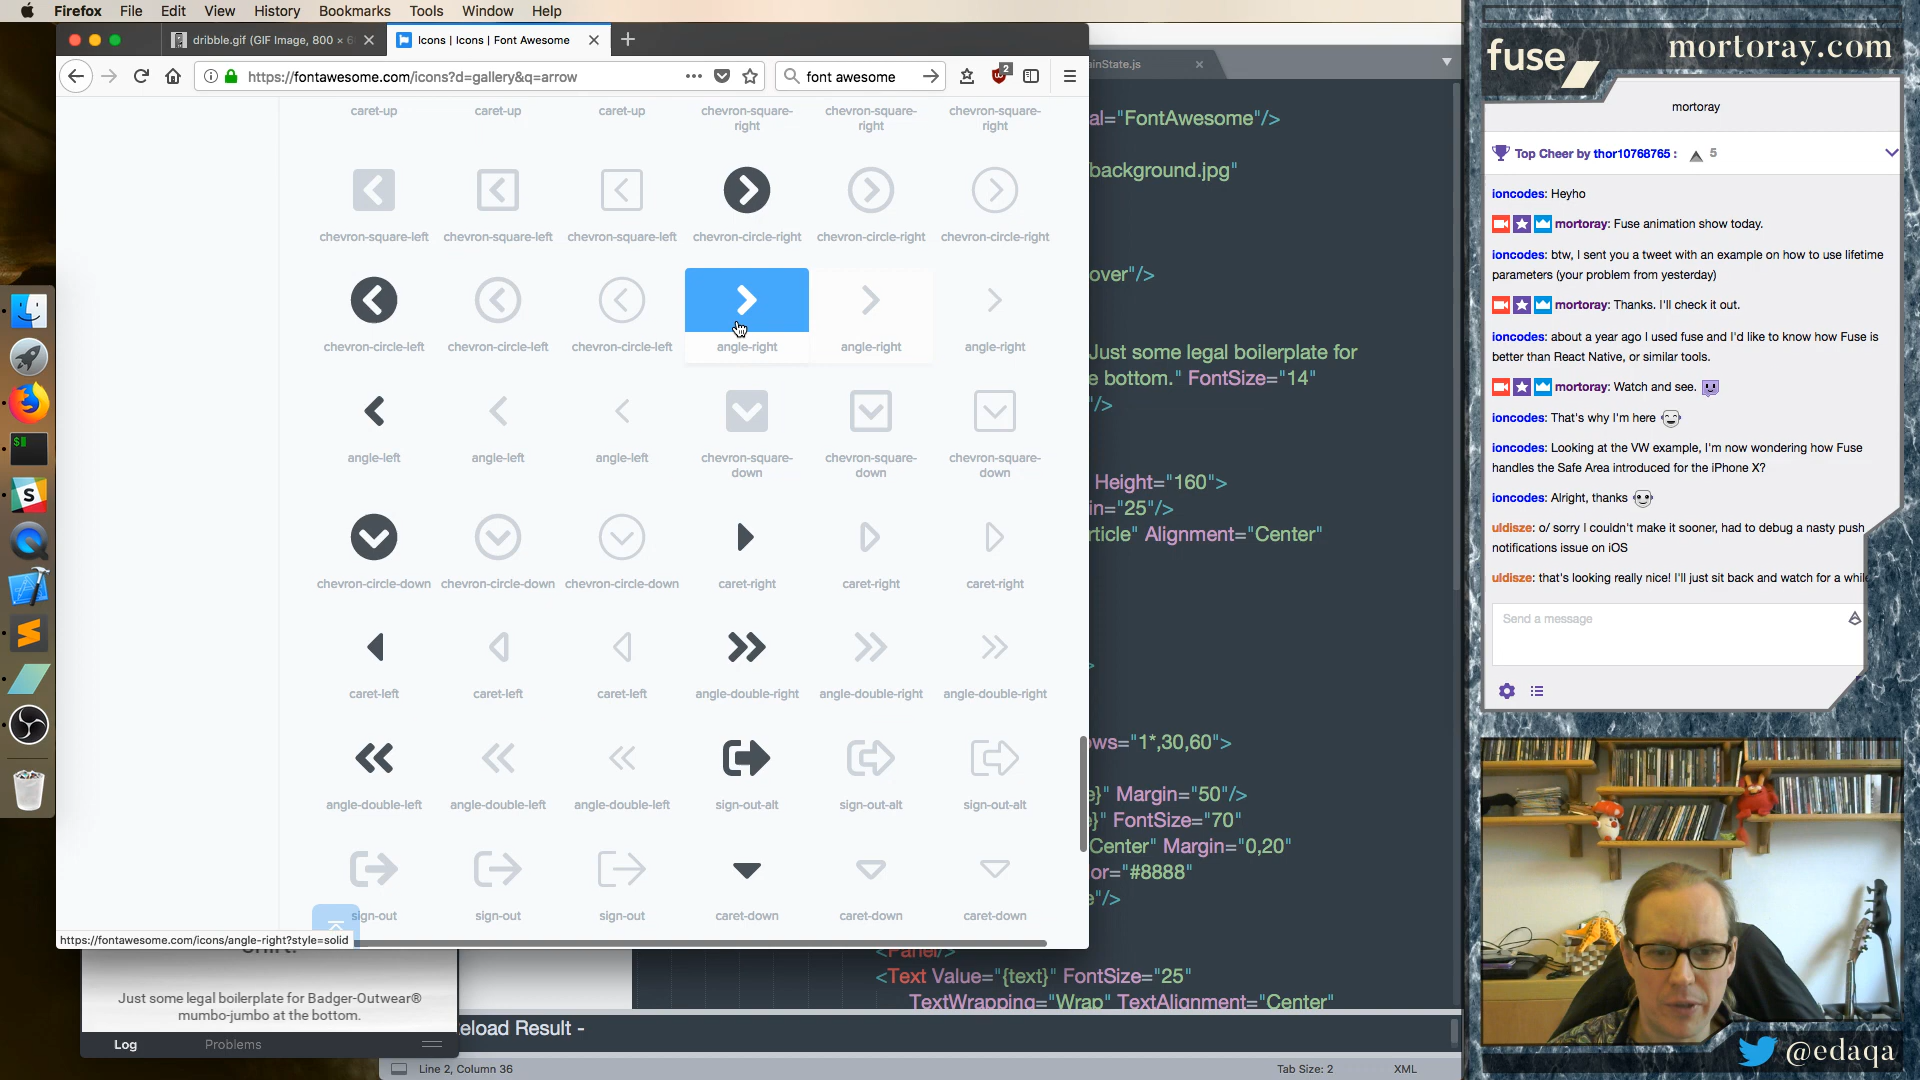 Firefox File Edit View History Bookmarks Tools Window Help
dribble.gif (GIF Image, 800 × 6
Icons | Icons | Font Awesome
ainState.js
https://fontawesome.com/icons?d=gallery&q=arrow
font awesome
2
caret-up caret-up caret-up chevron-square-right chevron-square-right chevron-square-right
chevron-square-left chevron-square-left chevron-square-left chevron-circle-right chevron-circle-right chevron-circle-right
chevron-circle-left chevron-circle-left chevron-circle-left angle-right angle-right angle-right
angle-left angle-left angle-left chevron-square-down chevron-square-down chevron-square-down
chevron-circle-down chevron-circle-down chevron-circle-down caret-right caret-right caret-right
caret-left caret-left caret-left angle-double-right angle-double-right angle-double-right
angle-double-left angle-double-left angle-double-left sign-out-alt sign-out-alt sign-out-alt
sign-out sign-out sign-out caret-down caret-down caret-down
https://fontawesome.com/icons/angle-right?style=solid
Just some legal boilerplate for Badger-Outwear®
mumbo-jumbo at the bottom.
Log Problems
al="FontAwesome"/>
background.jpg"
over"/>
Just some legal boilerplate for
e bottom." FontSize="14"
"/>
Height="160">
in="25"/>
rticle" Alignment="Center"
>
ows="1*,30,60">
e}" Margin="50"/>
e}" FontSize="70"
Center" Margin="0,20"
or="#8888"
e"/>
<Panel/>
<Text Value="{text}" FontSize="25"
TextWrapping="Wrap" TextAlignment="Center"
eload Result -
Line 2, Column 36
Tab Size: 2
XML
fuse
mortoray.com
mortoray
Top Cheer by thor10768765 : 5
ioncodes: Heyho
mortoray: Fuse animation show today.
ioncodes: btw, I sent you a tweet with an example on how to use lifetime
parameters (your problem from yesterday)
mortoray: Thanks. I'll check it out.
ioncodes: about a year ago I used fuse and I'd like to know how Fuse is
better than React Native, or similar tools.
mortoray: Watch and see.
ioncodes: That's why I'm here
ioncodes: Looking at the VW example, I'm now wondering how Fuse
handles the Safe Area introduced for the iPhone X?
ioncodes: Alright, thanks
uldisze: o/ sorry I couldn't make it sooner, had to debug a nasty push
notifications issue on iOS
uldisze: that's looking really nice! I'll just sit back and watch for a while
Send a message
@edaqa